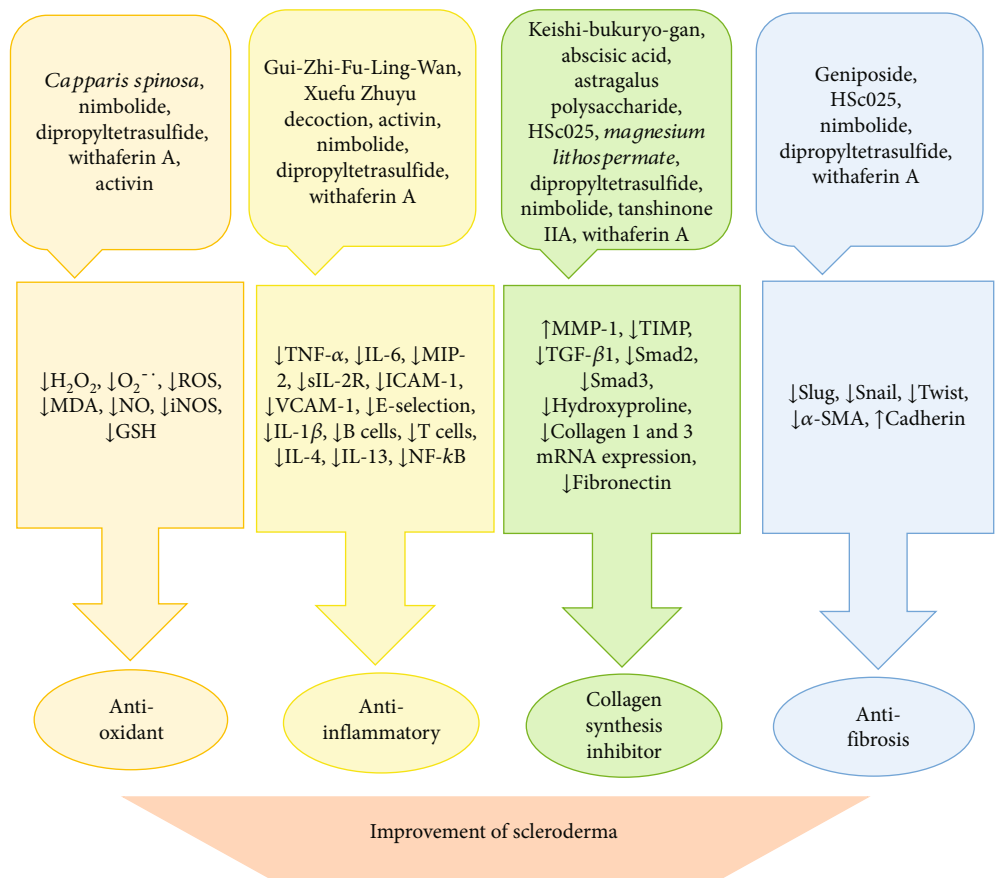 Capparis spinosa,
nimbolide,
dipropyltetrasulfide,
withaferin A,
activin
Gui-Zhi-Fu-Ling-Wan,
Xuefu Zhuyu
decoction, activin,
nimbolide,
dipropyltetrasulfide,
withaferin A
Keishi-bukuryo-gan,
abscisic acid,
astragalus
polysaccharide,
HSc025, magnesium
lithospermate,
dipropyltetrasulfide,
nimbolide, tanshinone
IIA, withaferin A
Geniposide,
HSc025,
nimbolide,
dipropyltetrasulfide,
withaferin A
↓H₂O₂, ↓O₂⁻·, ↓ROS,
↓MDA, ↓NO, ↓iNOS,
↓GSH
↓TNF-α, ↓IL-6, ↓MIP-
2, ↓sIL-2R, ↓ICAM-1,
↓VCAM-1, ↓E-selection,
↓IL-1β, ↓B cells, ↓T cells,
↓IL-4, ↓IL-13, ↓NF-kB
↑MMP-1, ↓TIMP,
↓TGF-β1, ↓Smad2,
↓Smad3,
↓Hydroxyproline,
↓Collagen 1 and 3
mRNA expression,
↓Fibronectin
↓Slug, ↓Snail, ↓Twist,
↓α-SMA, ↑Cadherin
Anti-
oxidant
Anti-
inflammatory
Collagen
synthesis
inhibitor
Anti-
fibrosis
Improvement of scleroderma